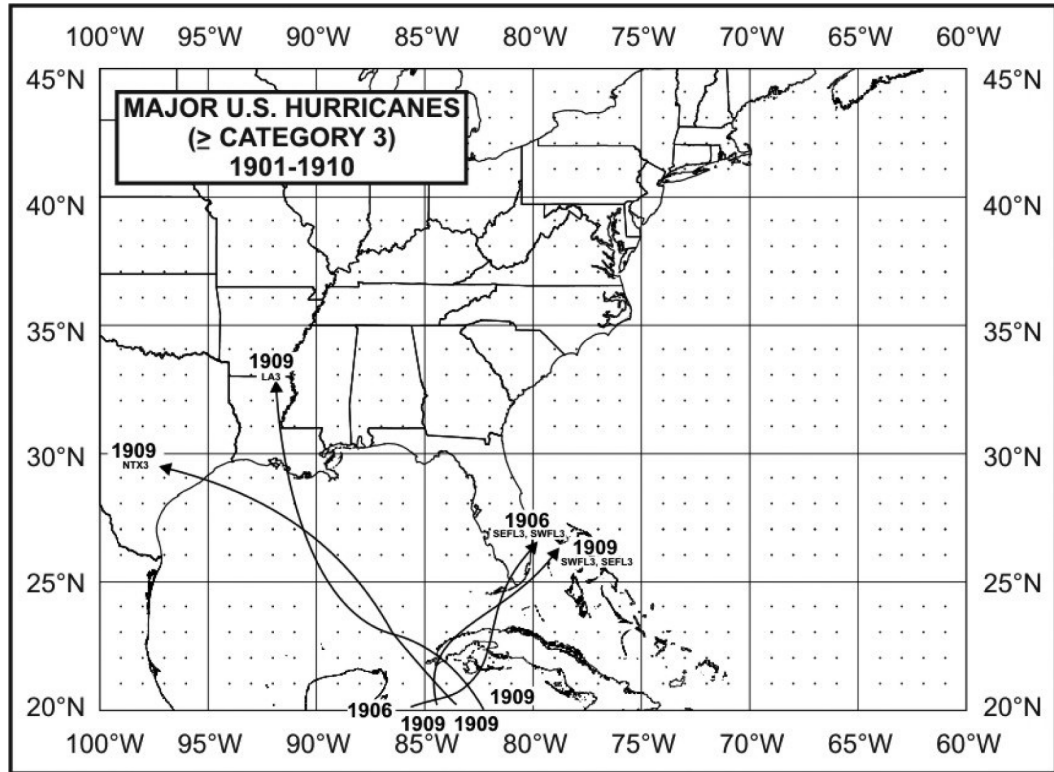 100°W 95°W 90°W 85°W 80°W 75°W 70°W 65°W 60°W
45°N 45°N
MAJOR U.S. HURRICANES
(≥ CATEGORY 3)
1901-1910
40°N 40°N
35°N 35°N
1909
LA3
1909
NTX3
30°N 30°N
1906
SEFL3, SWFL3
1909
SWFL3, SEFL3
25°N 25°N
1909
20°N 20°N
1906
1909 1909
100°W 95°W 90°W 85°W 80°W 75°W 70°W 65°W 60°W